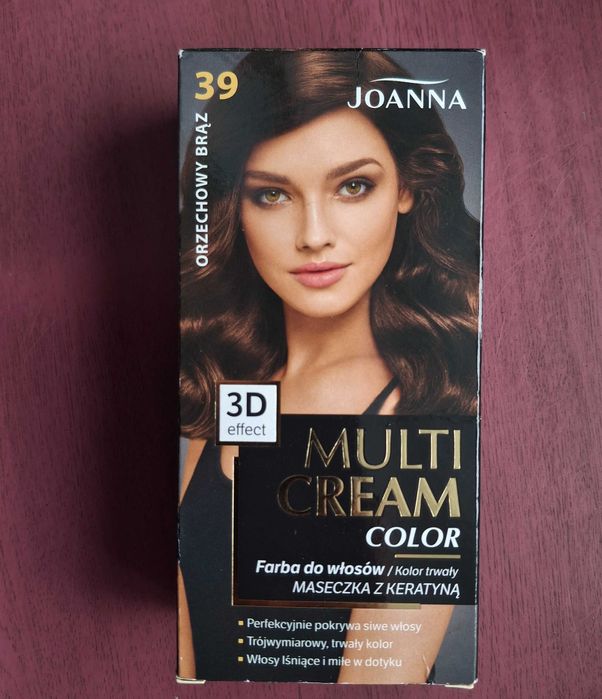 39
JOANNA
ORZECHOWY BRĄZ
3D
effect
MULTI
CREAM
COLOR
Farba do włosów / Kolor trwały
MASECZKA Z KERATYNĄ
▪ Perfekcyjnie pokrywa siwe włosy
▪ Trójwymiarowy, trwały kolor
▪ Włosy lśniące i miłe w dotyku